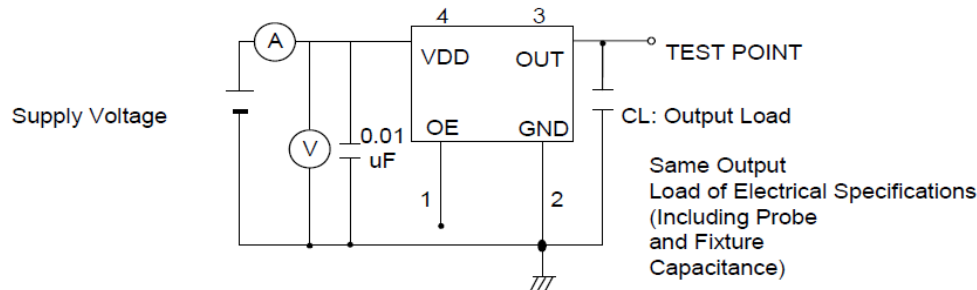 4 3
A
VDD OUT
TEST POINT
Supply Voltage
CL: Output Load
V
0.01
uF
OE GND
1 2
Same Output
Load of Electrical Specifications
(Including Probe
and Fixture
Capacitance)